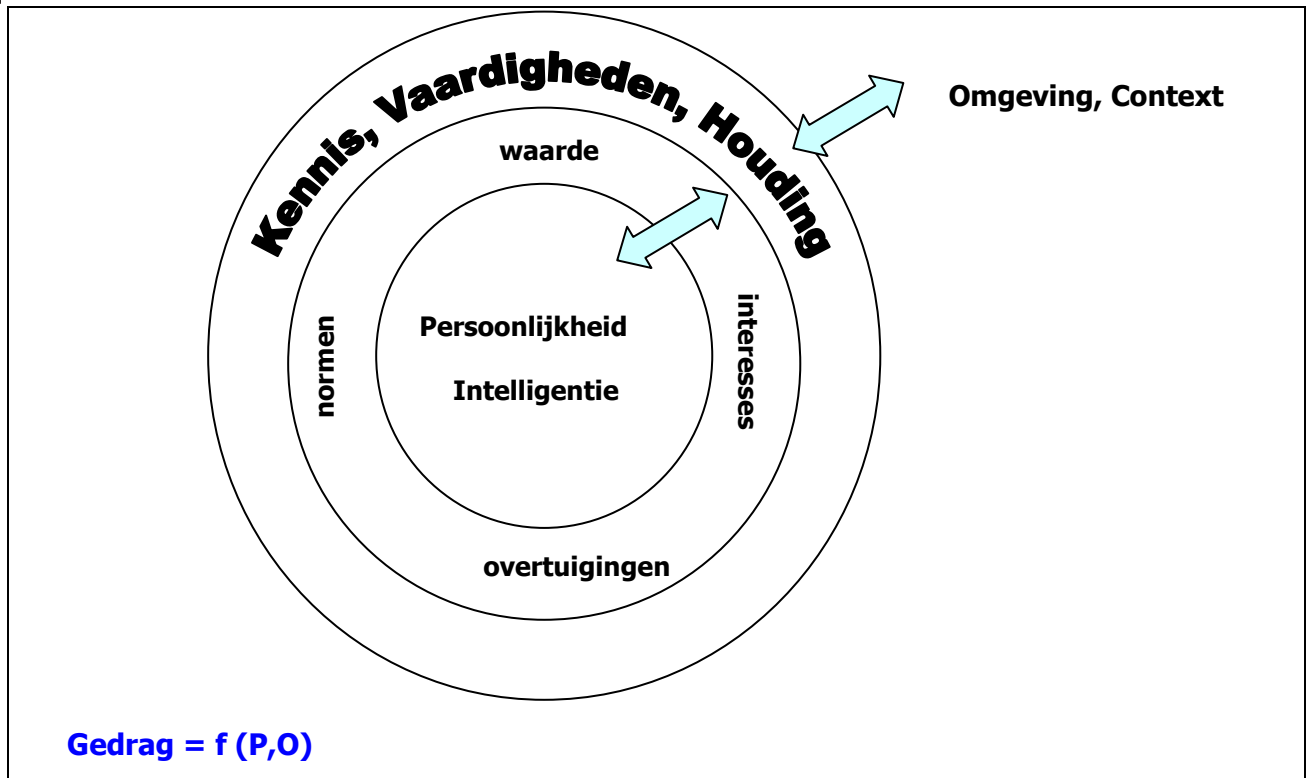 Kennis, Vaardigheden, Houding
Omgeving, Context
waarde
normen
interesses
Persoonlijkheid
Intelligentie
overtuigingen
Gedrag = f (P,O)